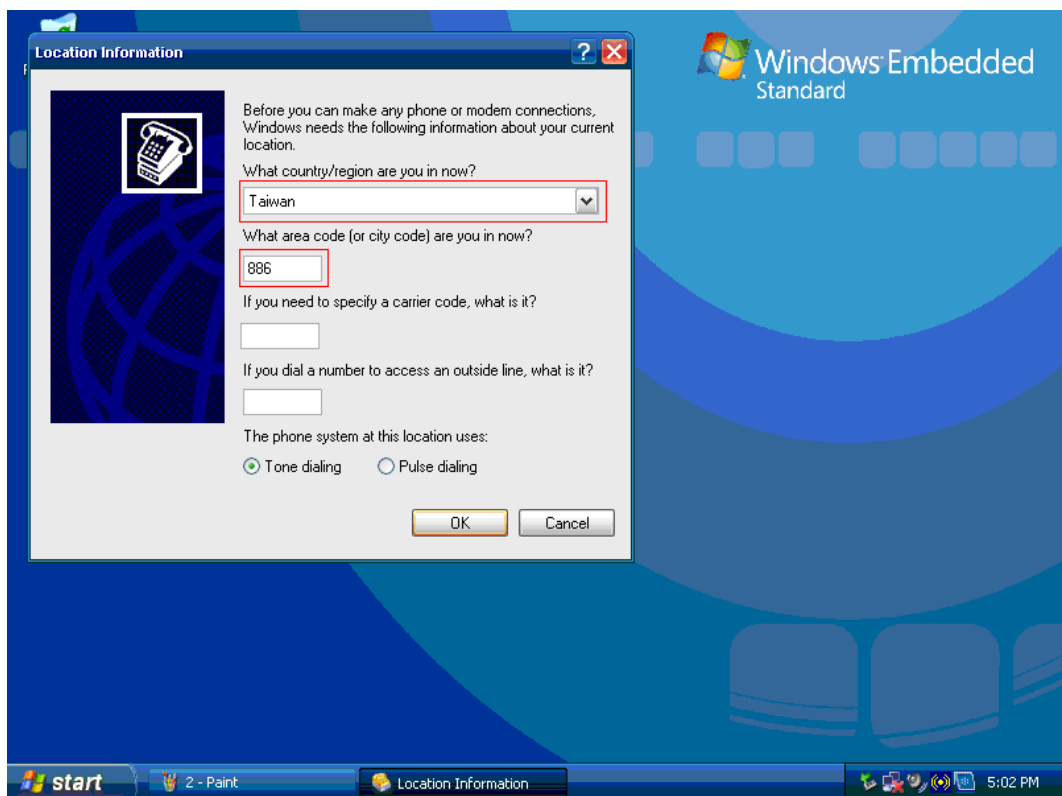 Location Information
Windows Embedded
Standard
Before you can make any phone or modem connections,
Windows needs the following information about your current
location.
What country/region are you in now?
Taiwan
What area code (or city code) are you in now?
886
If you need to specify a carrier code, what is it?
If you dial a number to access an outside line, what is it?
The phone system at this location uses:
Tone dialing
Pulse dialing
OK
Cancel
start
2 - Paint
Location Information
5:02 PM